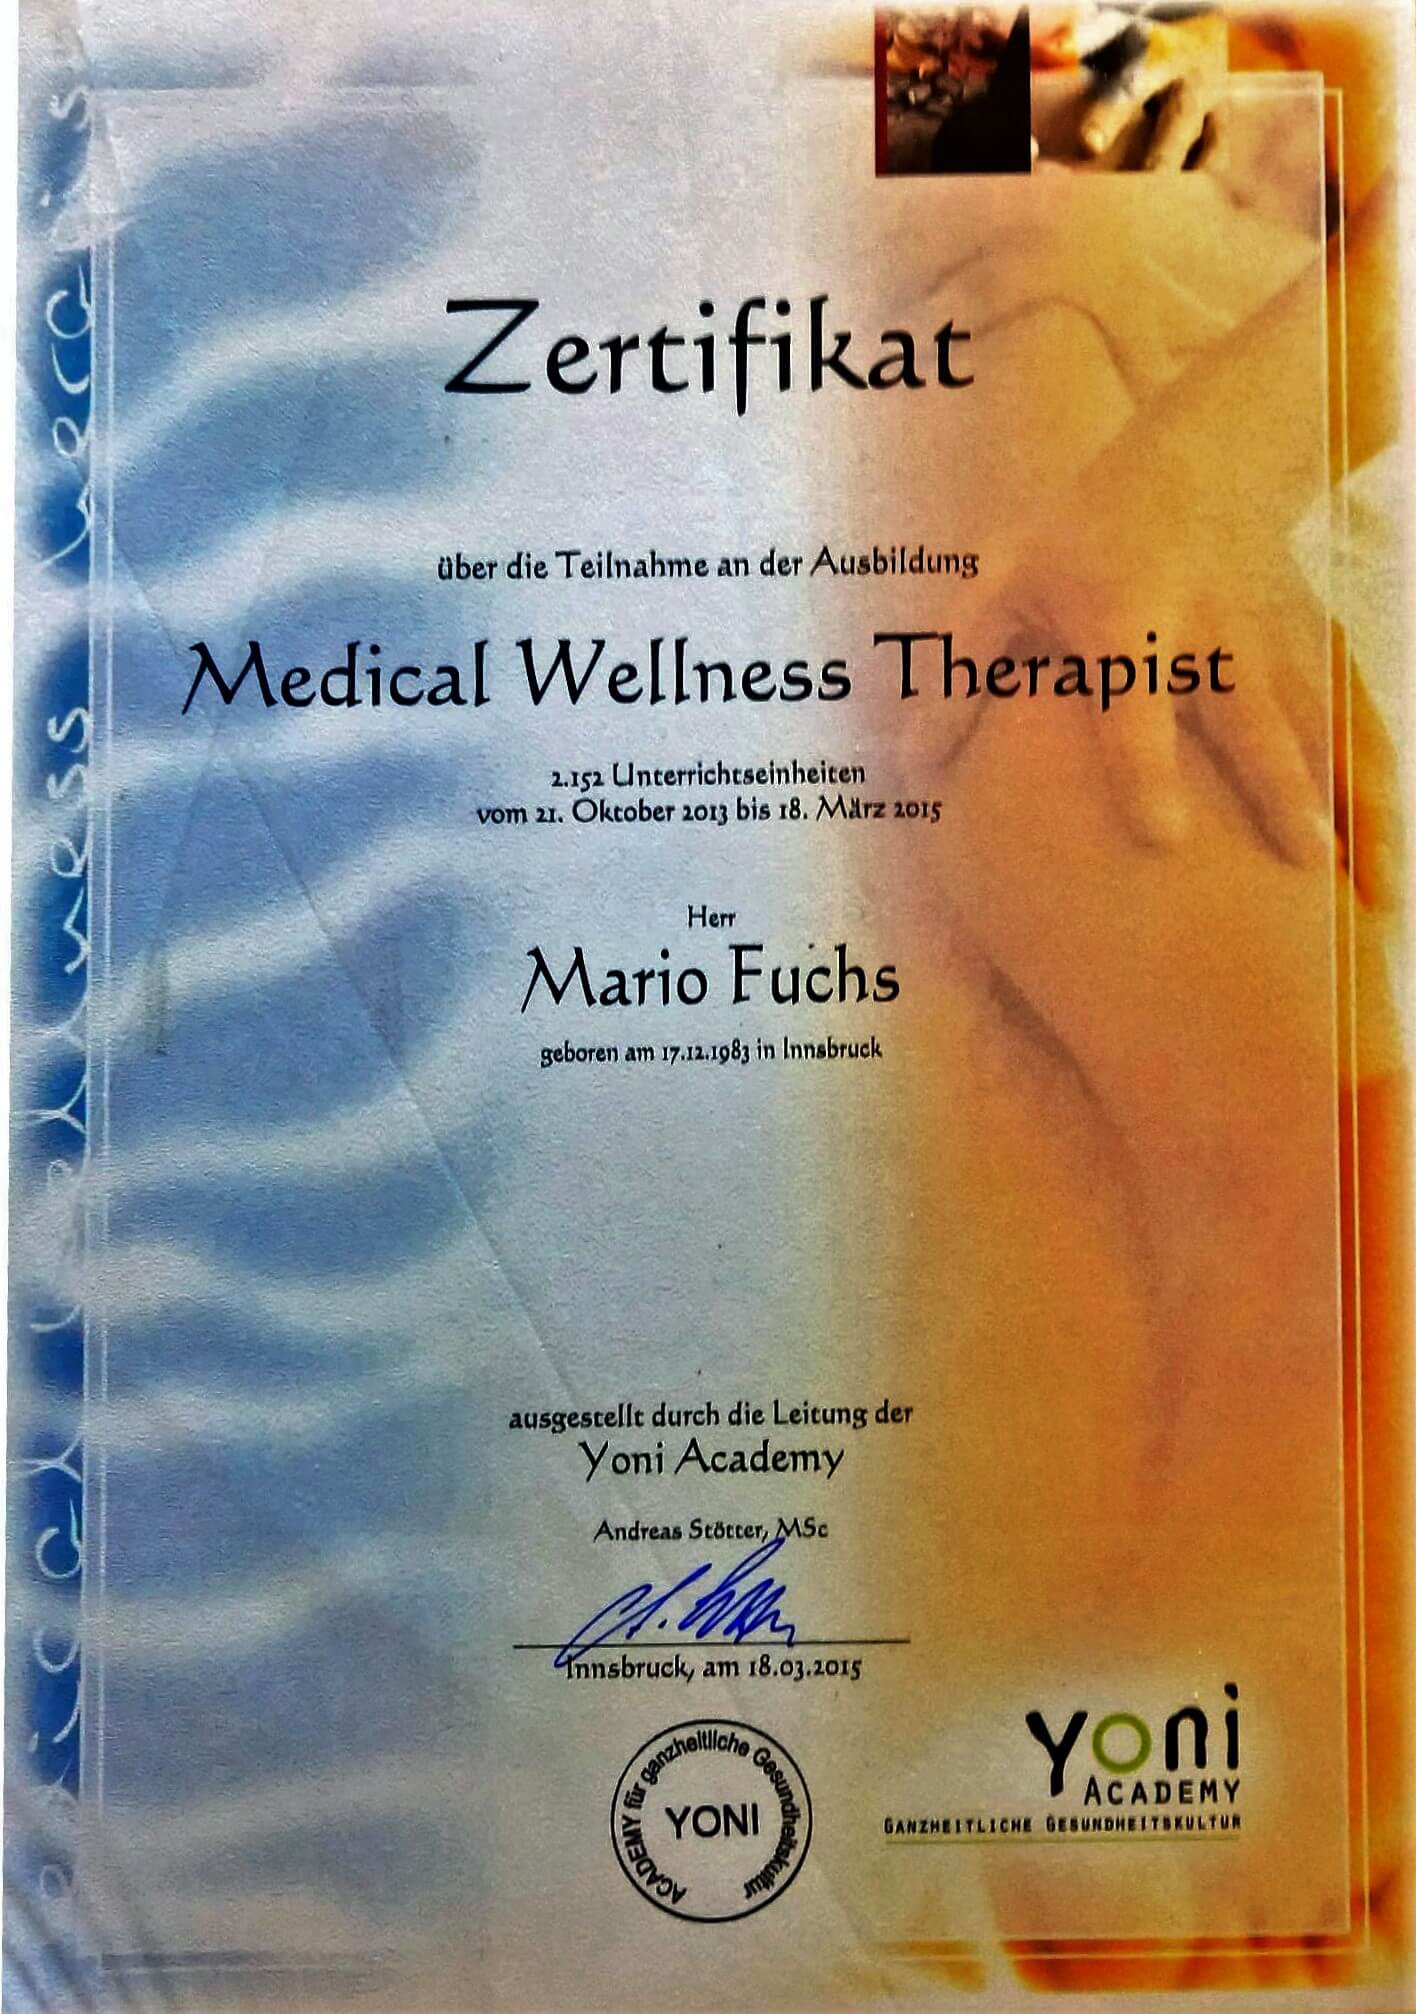 Zertifikat
über die Teilnahme an der Ausbildung
Medical Wellness Therapist
2.152 Unterrichtseinheiten
vom 21. Oktober 2013 bis 18. März 2015
Herr
Mario Fuchs
geboren am 17.12.1983 in Innsbruck
ausgestellt durch die Leitung der
Yoni Academy
Andreas Stötter, MSc
Innsbruck, am 18.03.2015
ACADEMY für ganzheitliche Gesundheitskultur
YONI
yoni
ACADEMY
GANZHEITLICHE GESUNDHEITSKULTUR
wellness